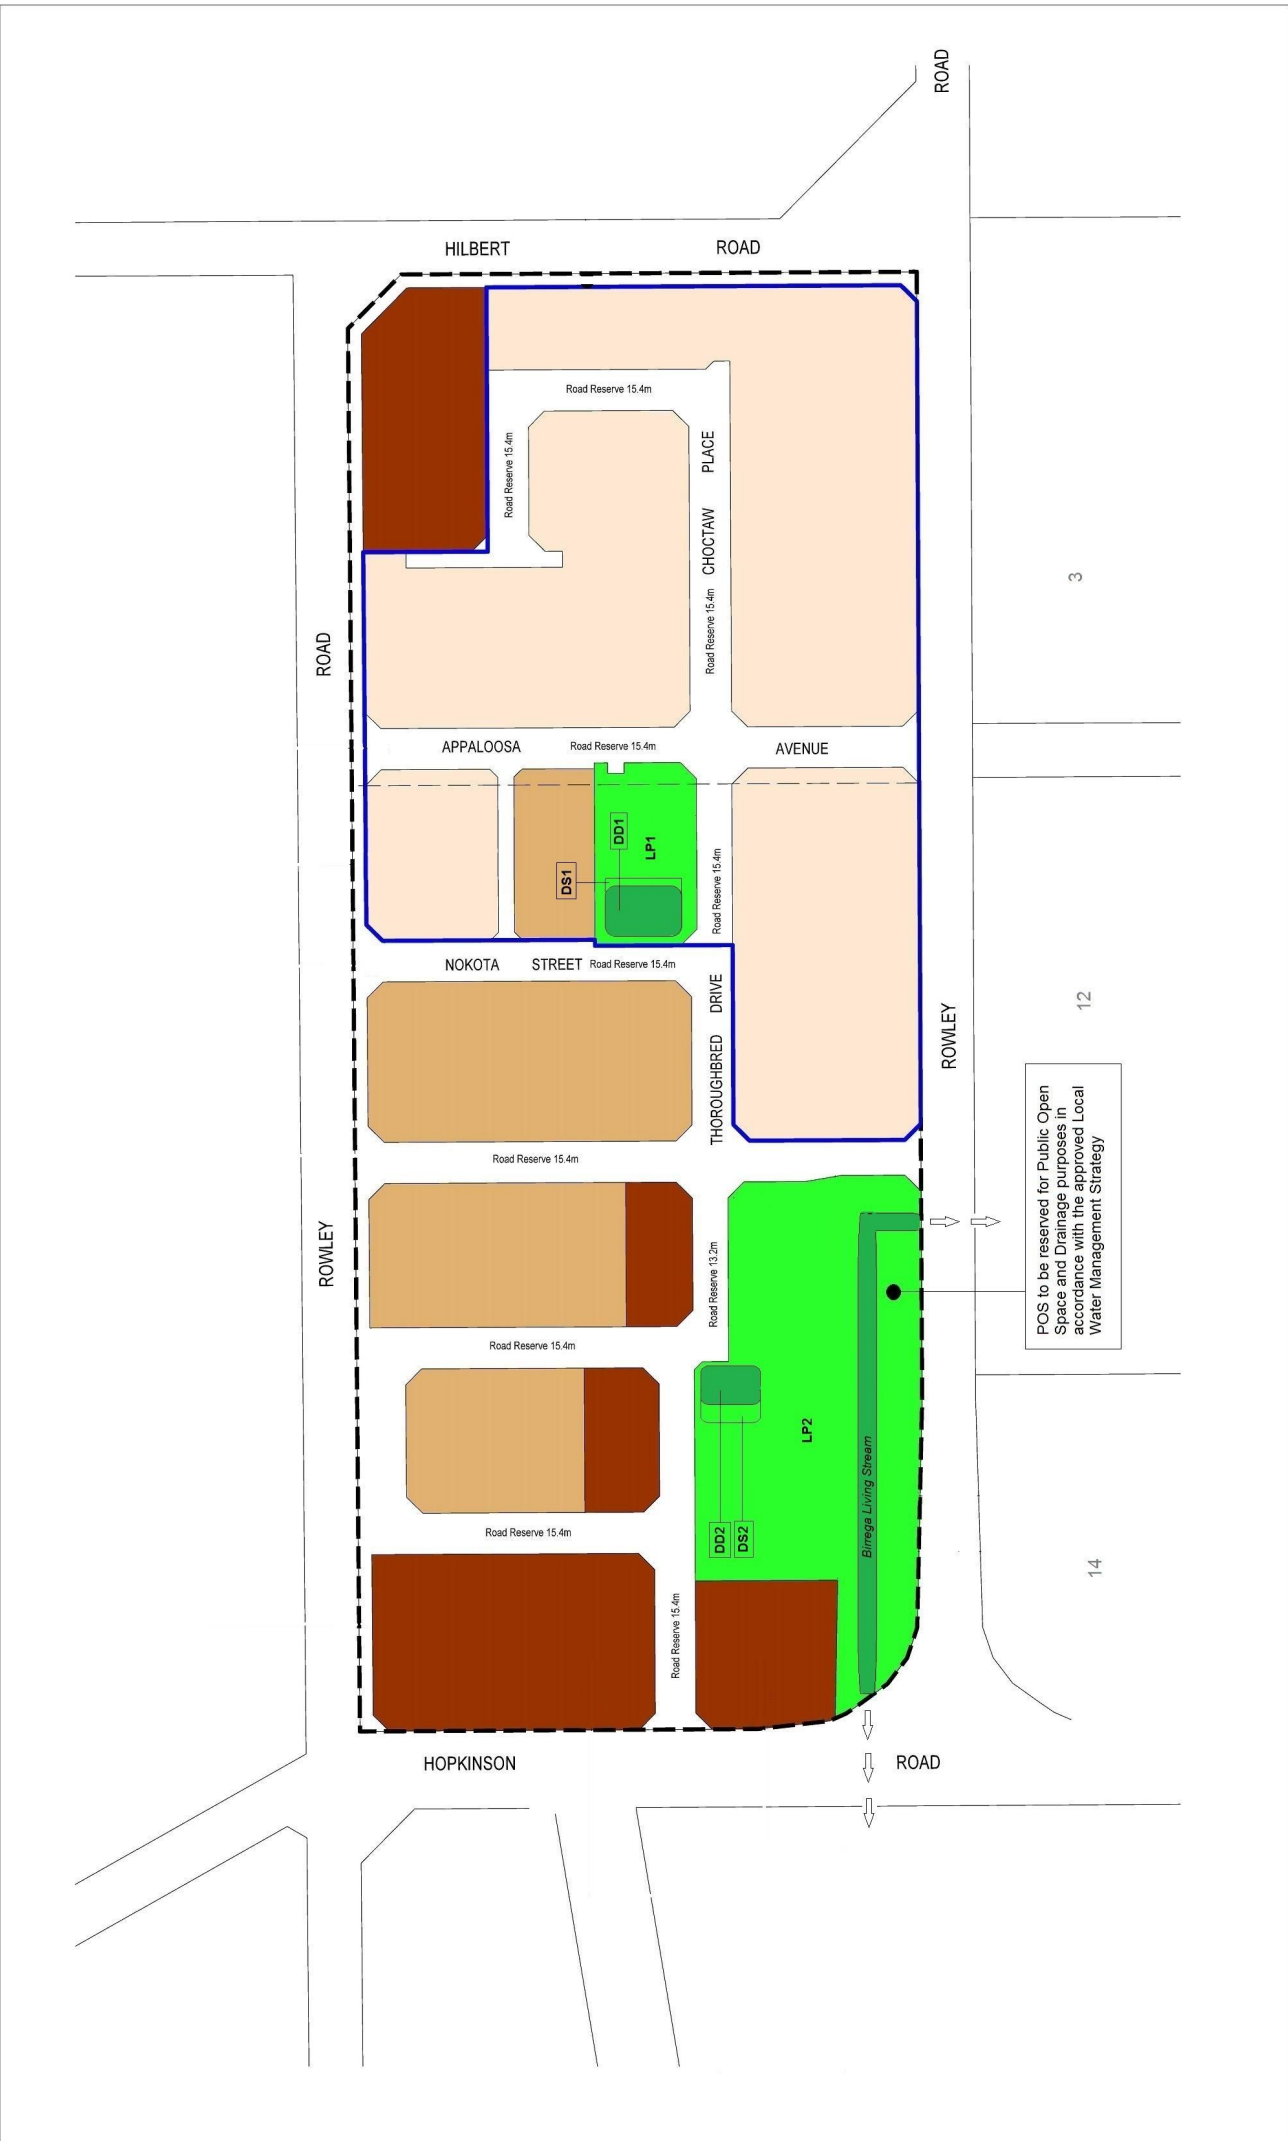 ROAD
HILBERT ROAD
Road Reserve 15.4m
Road Reserve 15.4m
CHOCTAW PLACE
Road Reserve 15.4m
3
ROAD
APPALOOSA AVENUE
Road Reserve 15.4m
DD1
LP1
DS1
Road Reserve 15.4m
NOKOTA STREET
Road Reserve 15.4m
THOROUGHBRED DRIVE
ROWLEY
12
Road Reserve 15.4m
POS to be reserved for Public Open
Space and Drainage purposes in
accordance with the approved Local
Water Management Strategy
ROWLEY
Road Reserve 13.2m
Road Reserve 15.4m
LP2
Birrega Living Stream
DD2
DS2
Road Reserve 15.4m
14
Road Reserve 15.4m
HOPKINSON ROAD